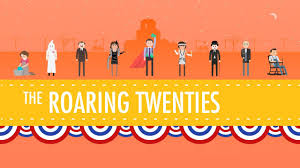 THE ROARING TWENTIES